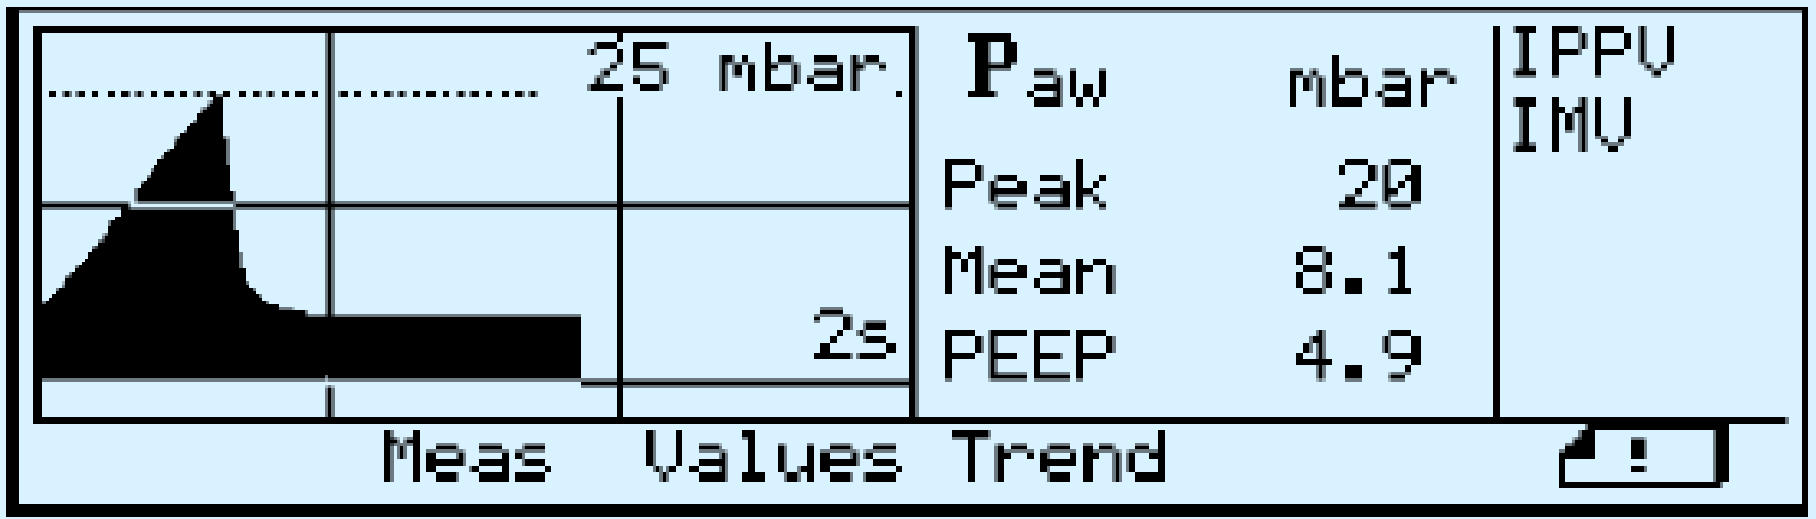 25 mbar
2s
Paw mbar
Peak 20
Mean 8.1
PEEP 4.9
IPPV
IMV
Meas Values Trend
!